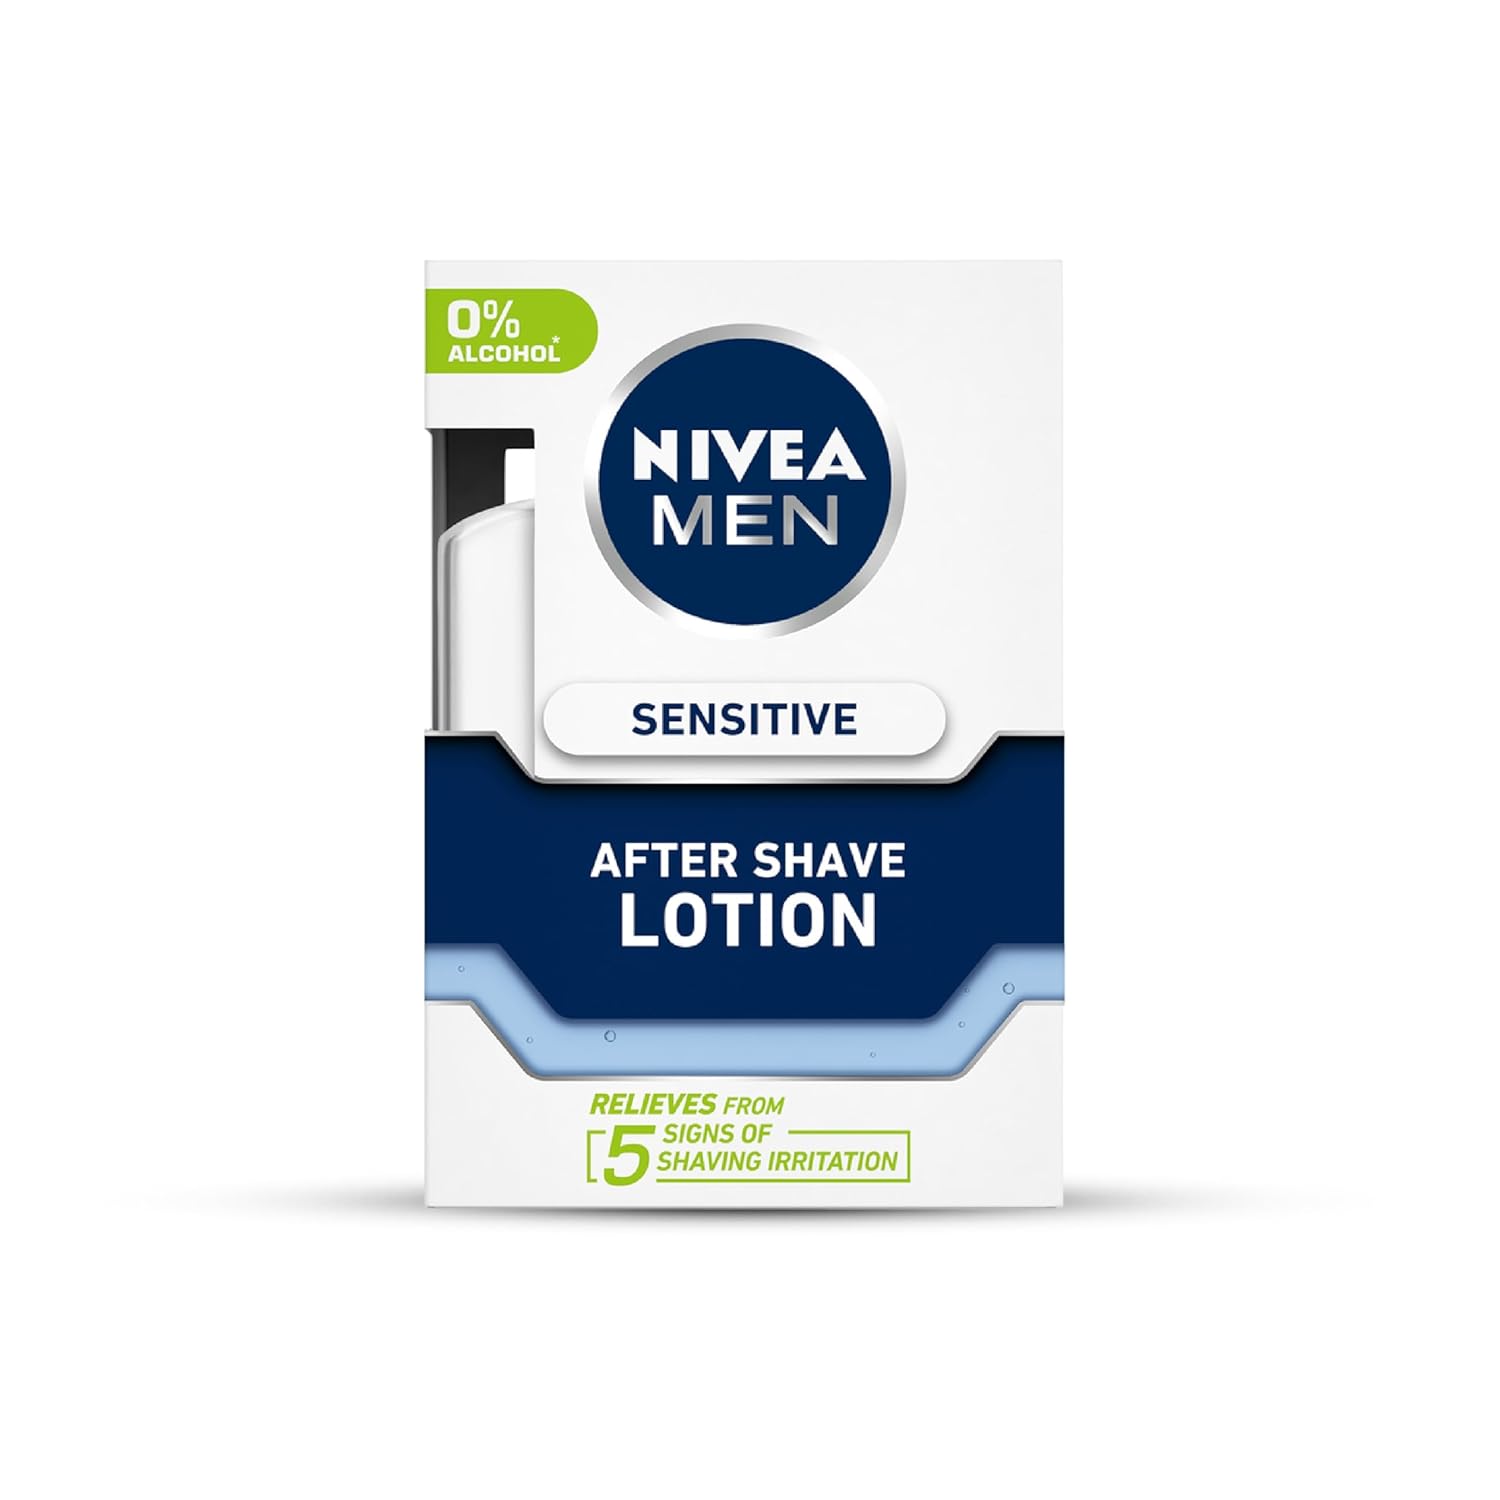 0%
ALCOHOL*
NIVEA
MEN
SENSITIVE
AFTER SHAVE
LOTION
RELIEVES FROM
5 SIGNS OF
SHAVING IRRITATION